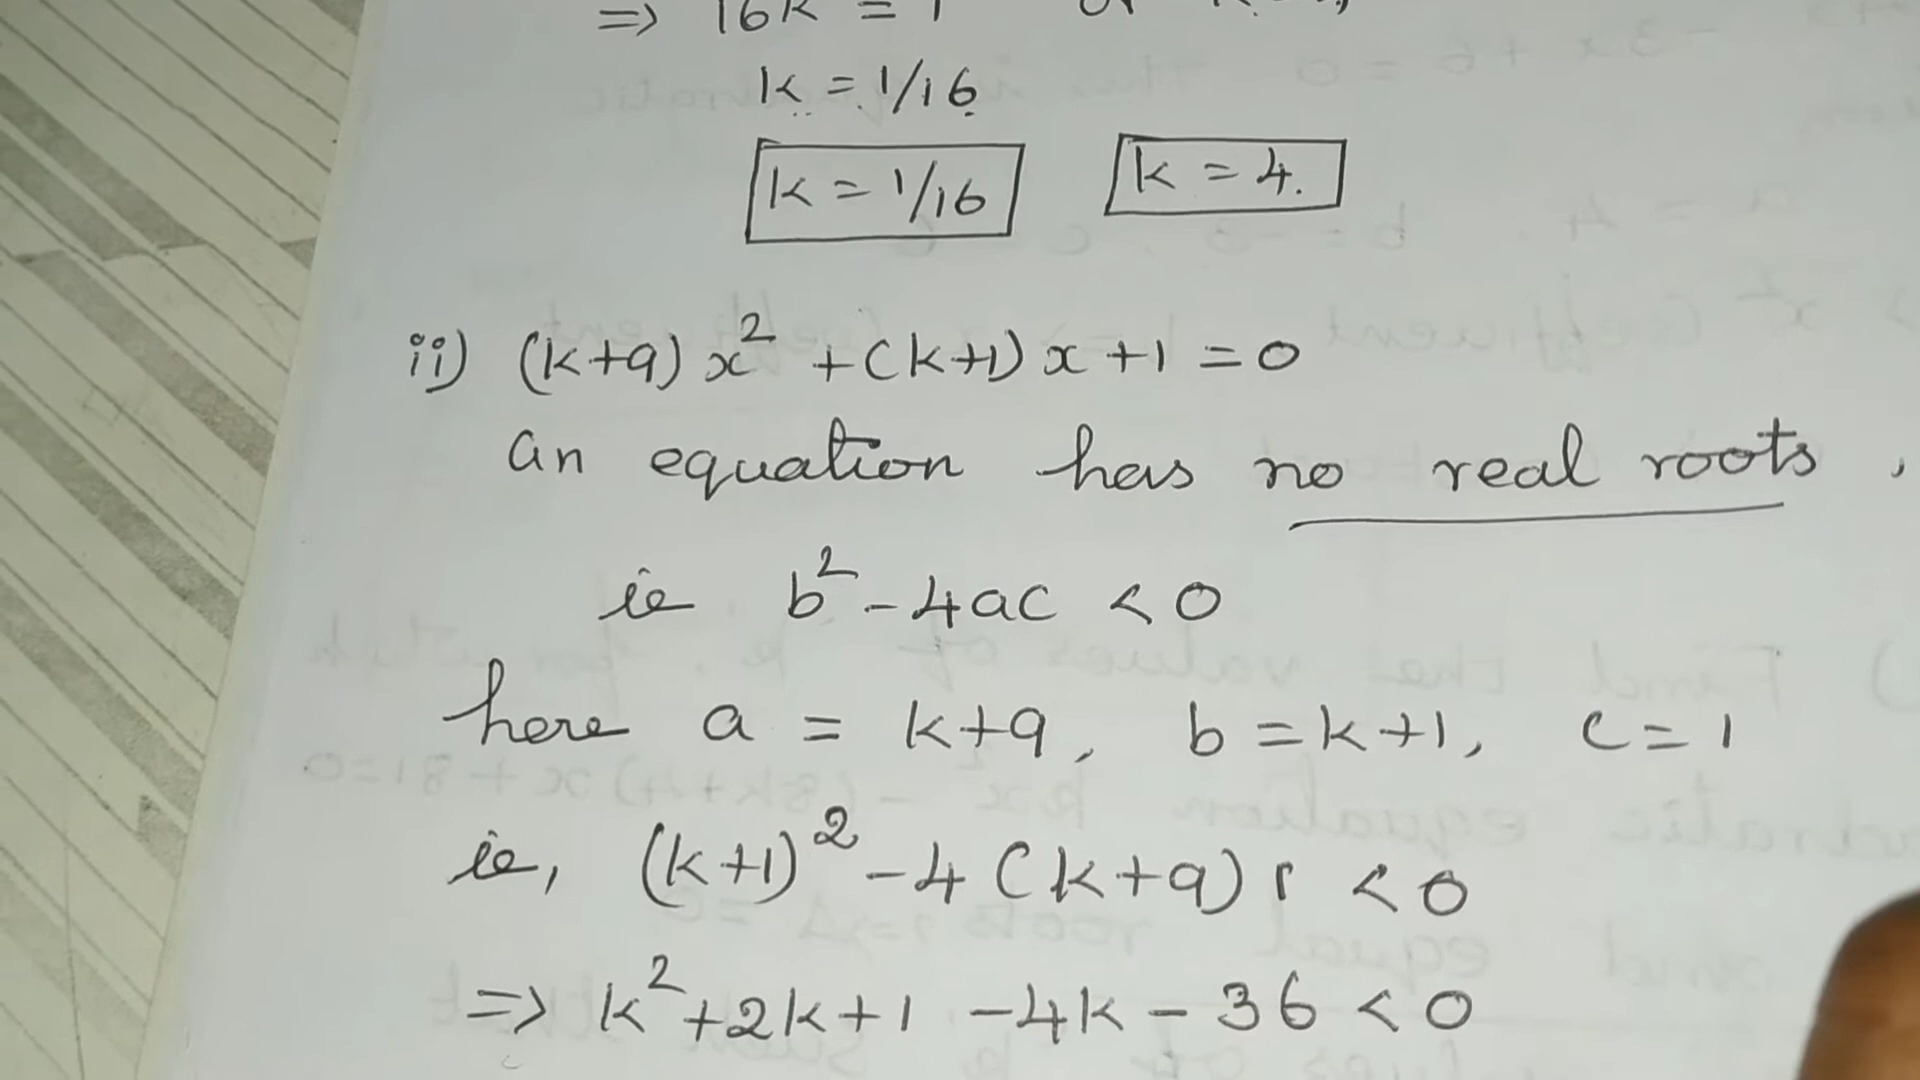 => 16k = 1
k = 1/16
k = 1/16 k = 4.
ii) (k+9) x² + (k+1) x + 1 = 0
an equation has no real roots,
ie b² - 4ac < 0
here a = k+9, b = k+1, c = 1
ie, (k+1)² - 4 (k+9) 1 < 0
=> k² + 2k + 1 - 4k - 36 < 0